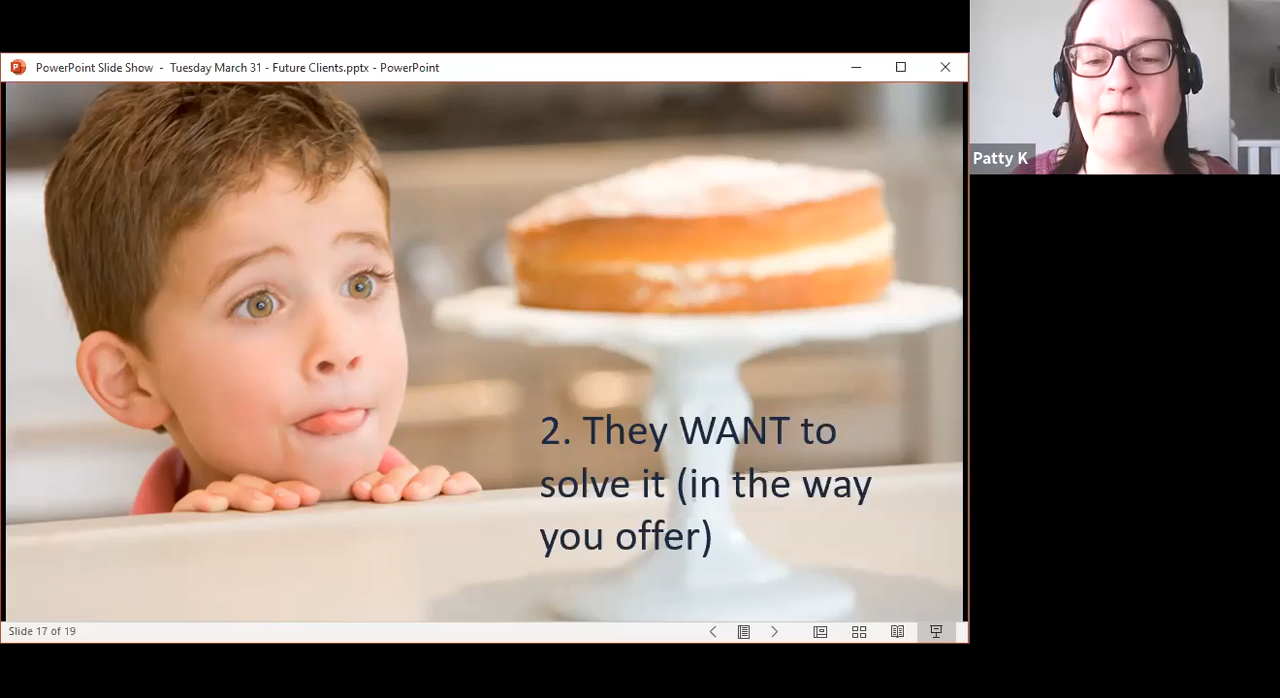 PowerPoint Slide Show - Tuesday March 31 - Future Clients.pptx - PowerPoint
Patty K
2. They WANT to
solve it (in the way
you offer)
Slide 17 of 19